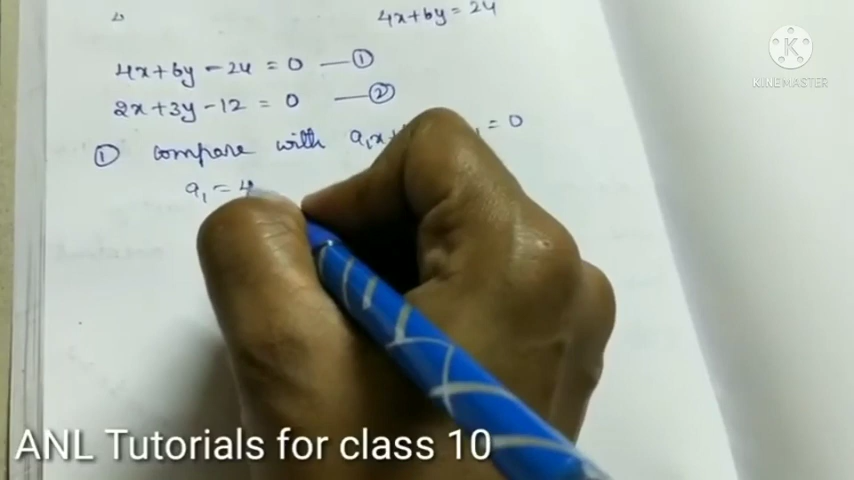 4x+6y=24
4x+6y-24=0 —①
2x+3y-12=0 —②
① compare with a₁x+ =0
a₁=4
K
KINEMASTER
ANL Tutorials for class 10